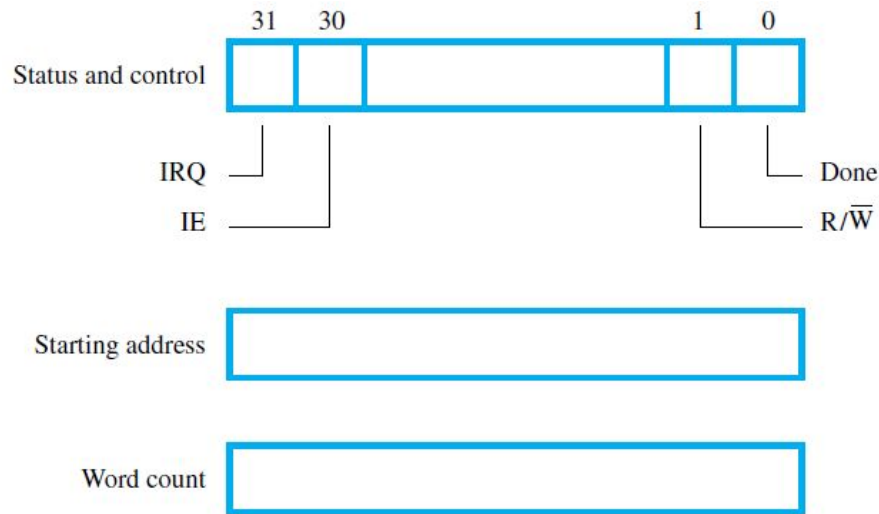 31 30 1 0
Status and control
IRQ Done
IE R/W̅
Starting address
Word count